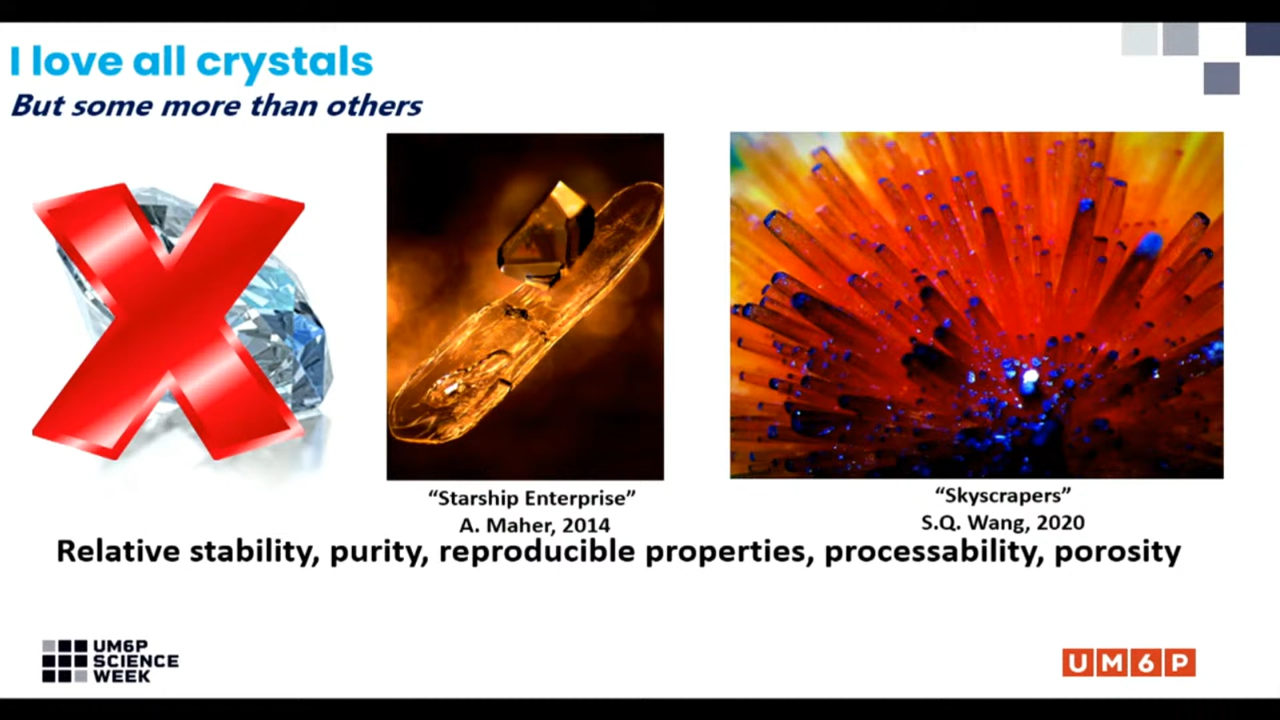 I love all crystals
But some more than others
“Starship Enterprise”
A. Maher, 2014
“Skyscrapers”
S.Q. Wang, 2020
Relative stability, purity, reproducible properties, processability, porosity
UM6P
SCIENCE
WEEK
UM6P